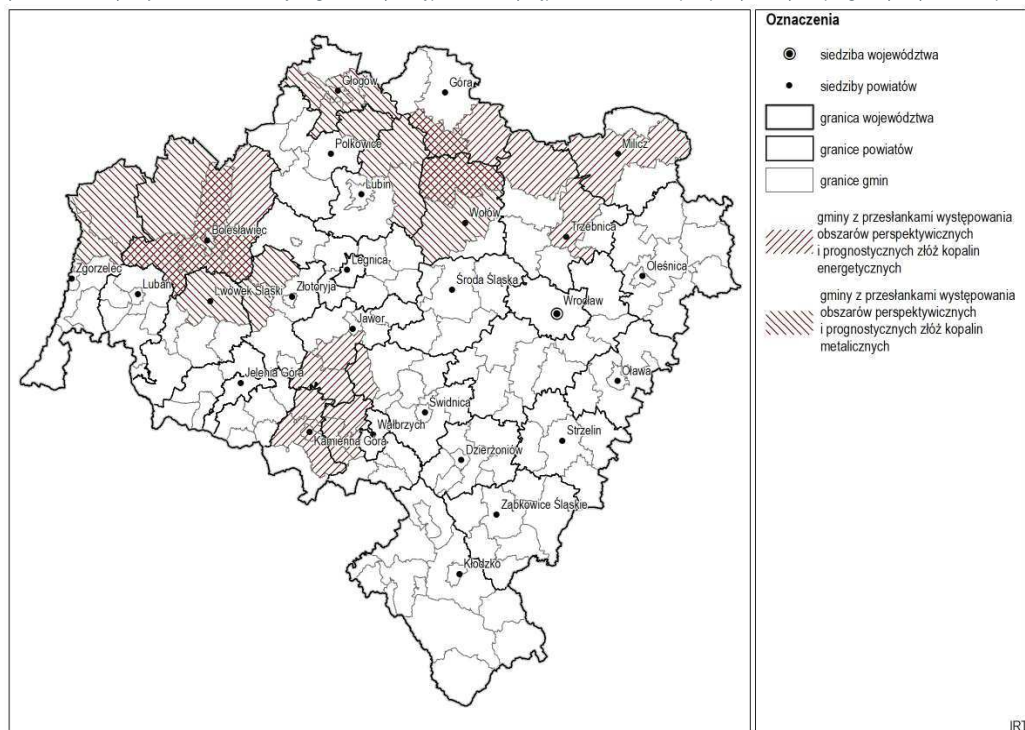 Głogów
Góra
Polkowice
Milicz
Lubin
Wołów
Bolesławiec
Trzebnica
Zgorzelec
Legnica
Oleśnica
Lubań
Lwówek Śląski
Złotoryja
Środa Śląska
Wrocław
Jawor
Jelenia Góra
Oława
Świdnica
Kamienna Góra
Wałbrzych
Strzelin
Dzierżoniów
Ząbkowice Śląskie
Kłodzko
Oznaczenia
siedziba województwa
siedziby powiatów
granica województwa
granice powiatów
granice gmin
gminy z przesłankami występowania
obszarów perspektywicznych
i prognostycznych złóż kopalin
energetycznych
gminy z przesłankami występowania
obszarów perspektywicznych
i prognostycznych złóż kopalin
metalicznych
IRT